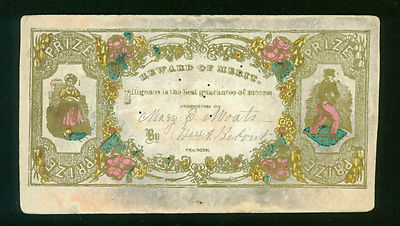 PRIZE
PRIZE
REWARD OF MERIT.
Diligence is the best guarantee of success
PRESENTED TO
Mary E Moats
By
TEACHER.
PRIZE
PRIZE